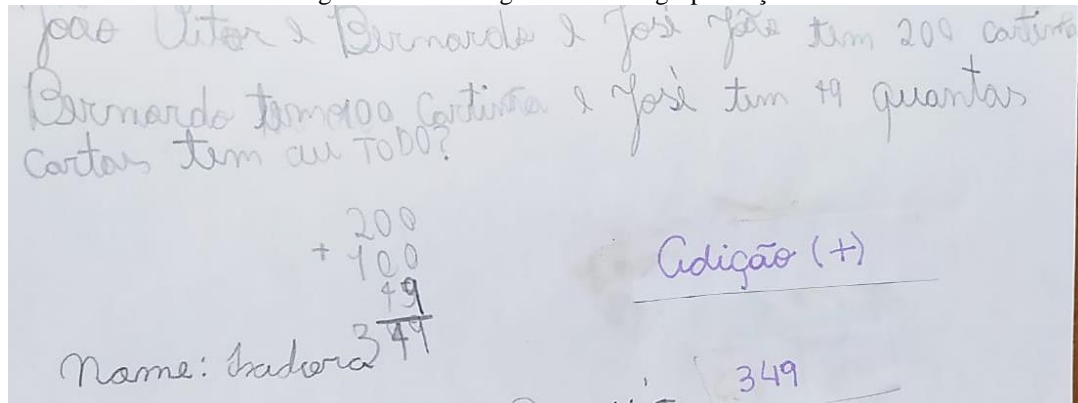 João Vitor e Bernardo e José João tem 200 cartinha
Bernardo tem 100 Cartinha e José tem 49 quantas
cartas tem au TODO?
200
+ 100
49
349
Adição (+)
Name: Isadora
349